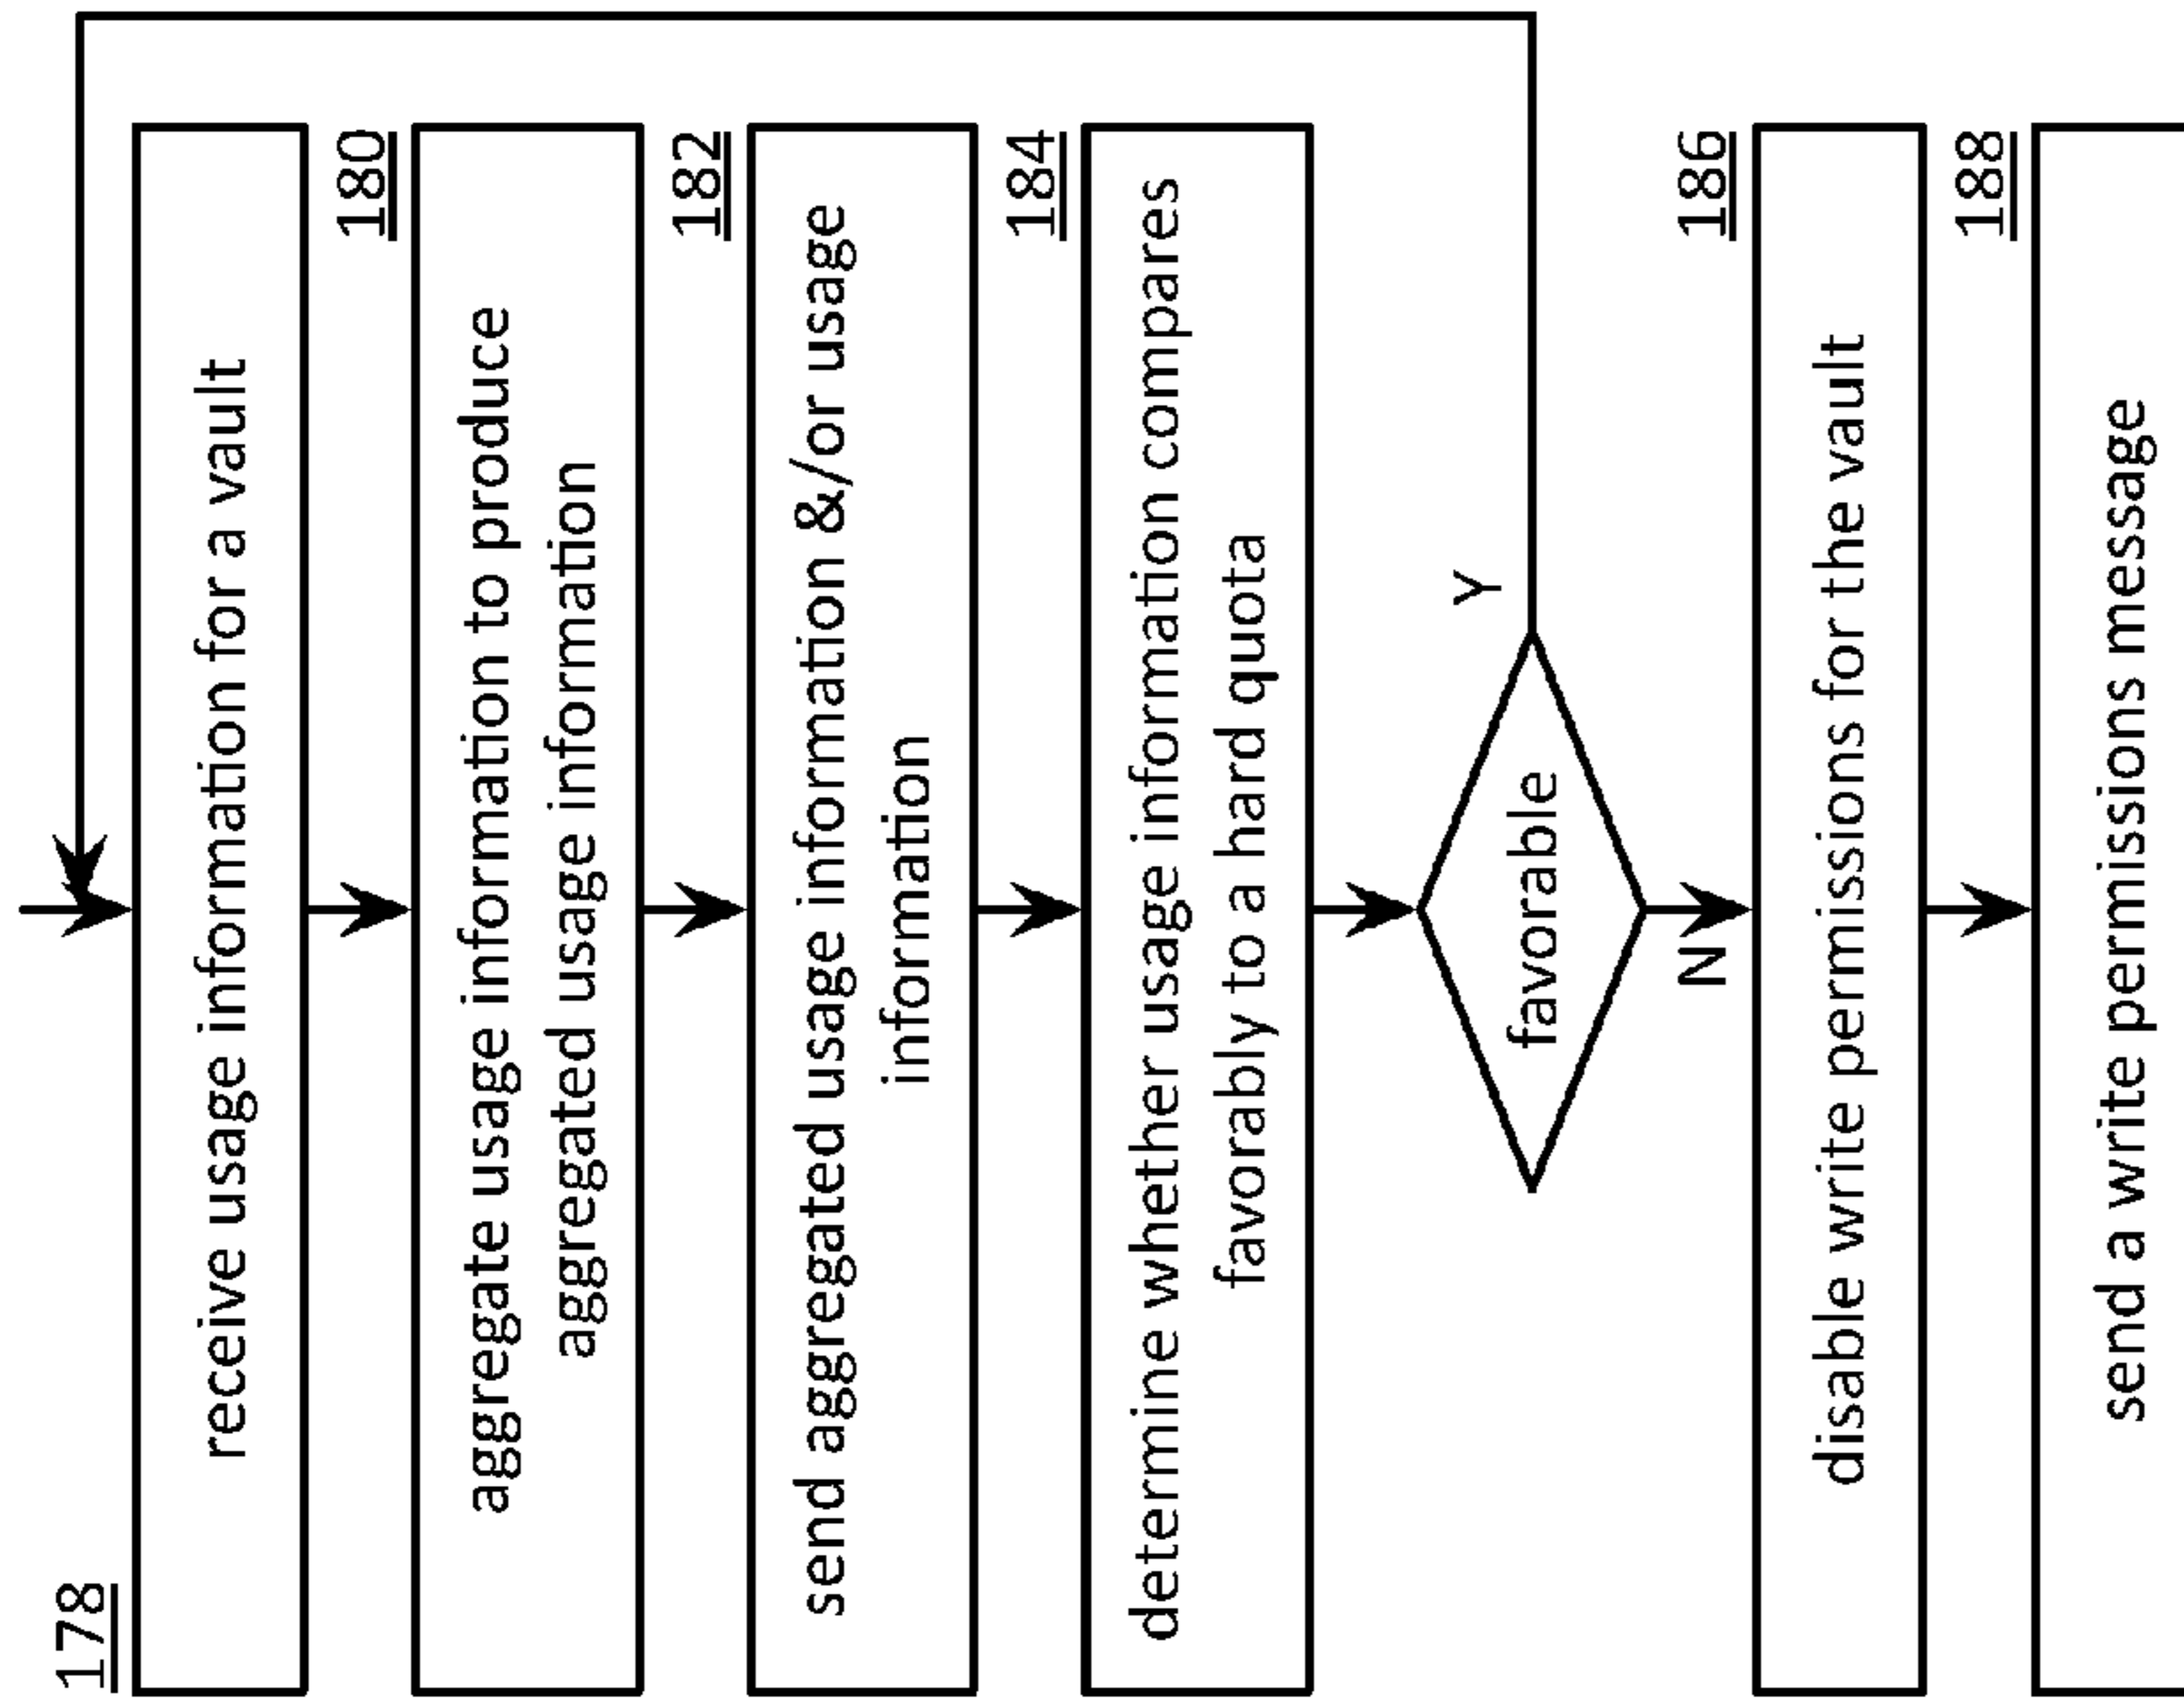 178
receive usage information for a vault
180
aggregate usage information to produce
aggregated usage information
182
send aggregated usage information &/or usage
information
184
determine whether usage information compares
favorably to a hard quota
favorable
Y
N
186
disable write permissions for the vault
188
send a write permissions message